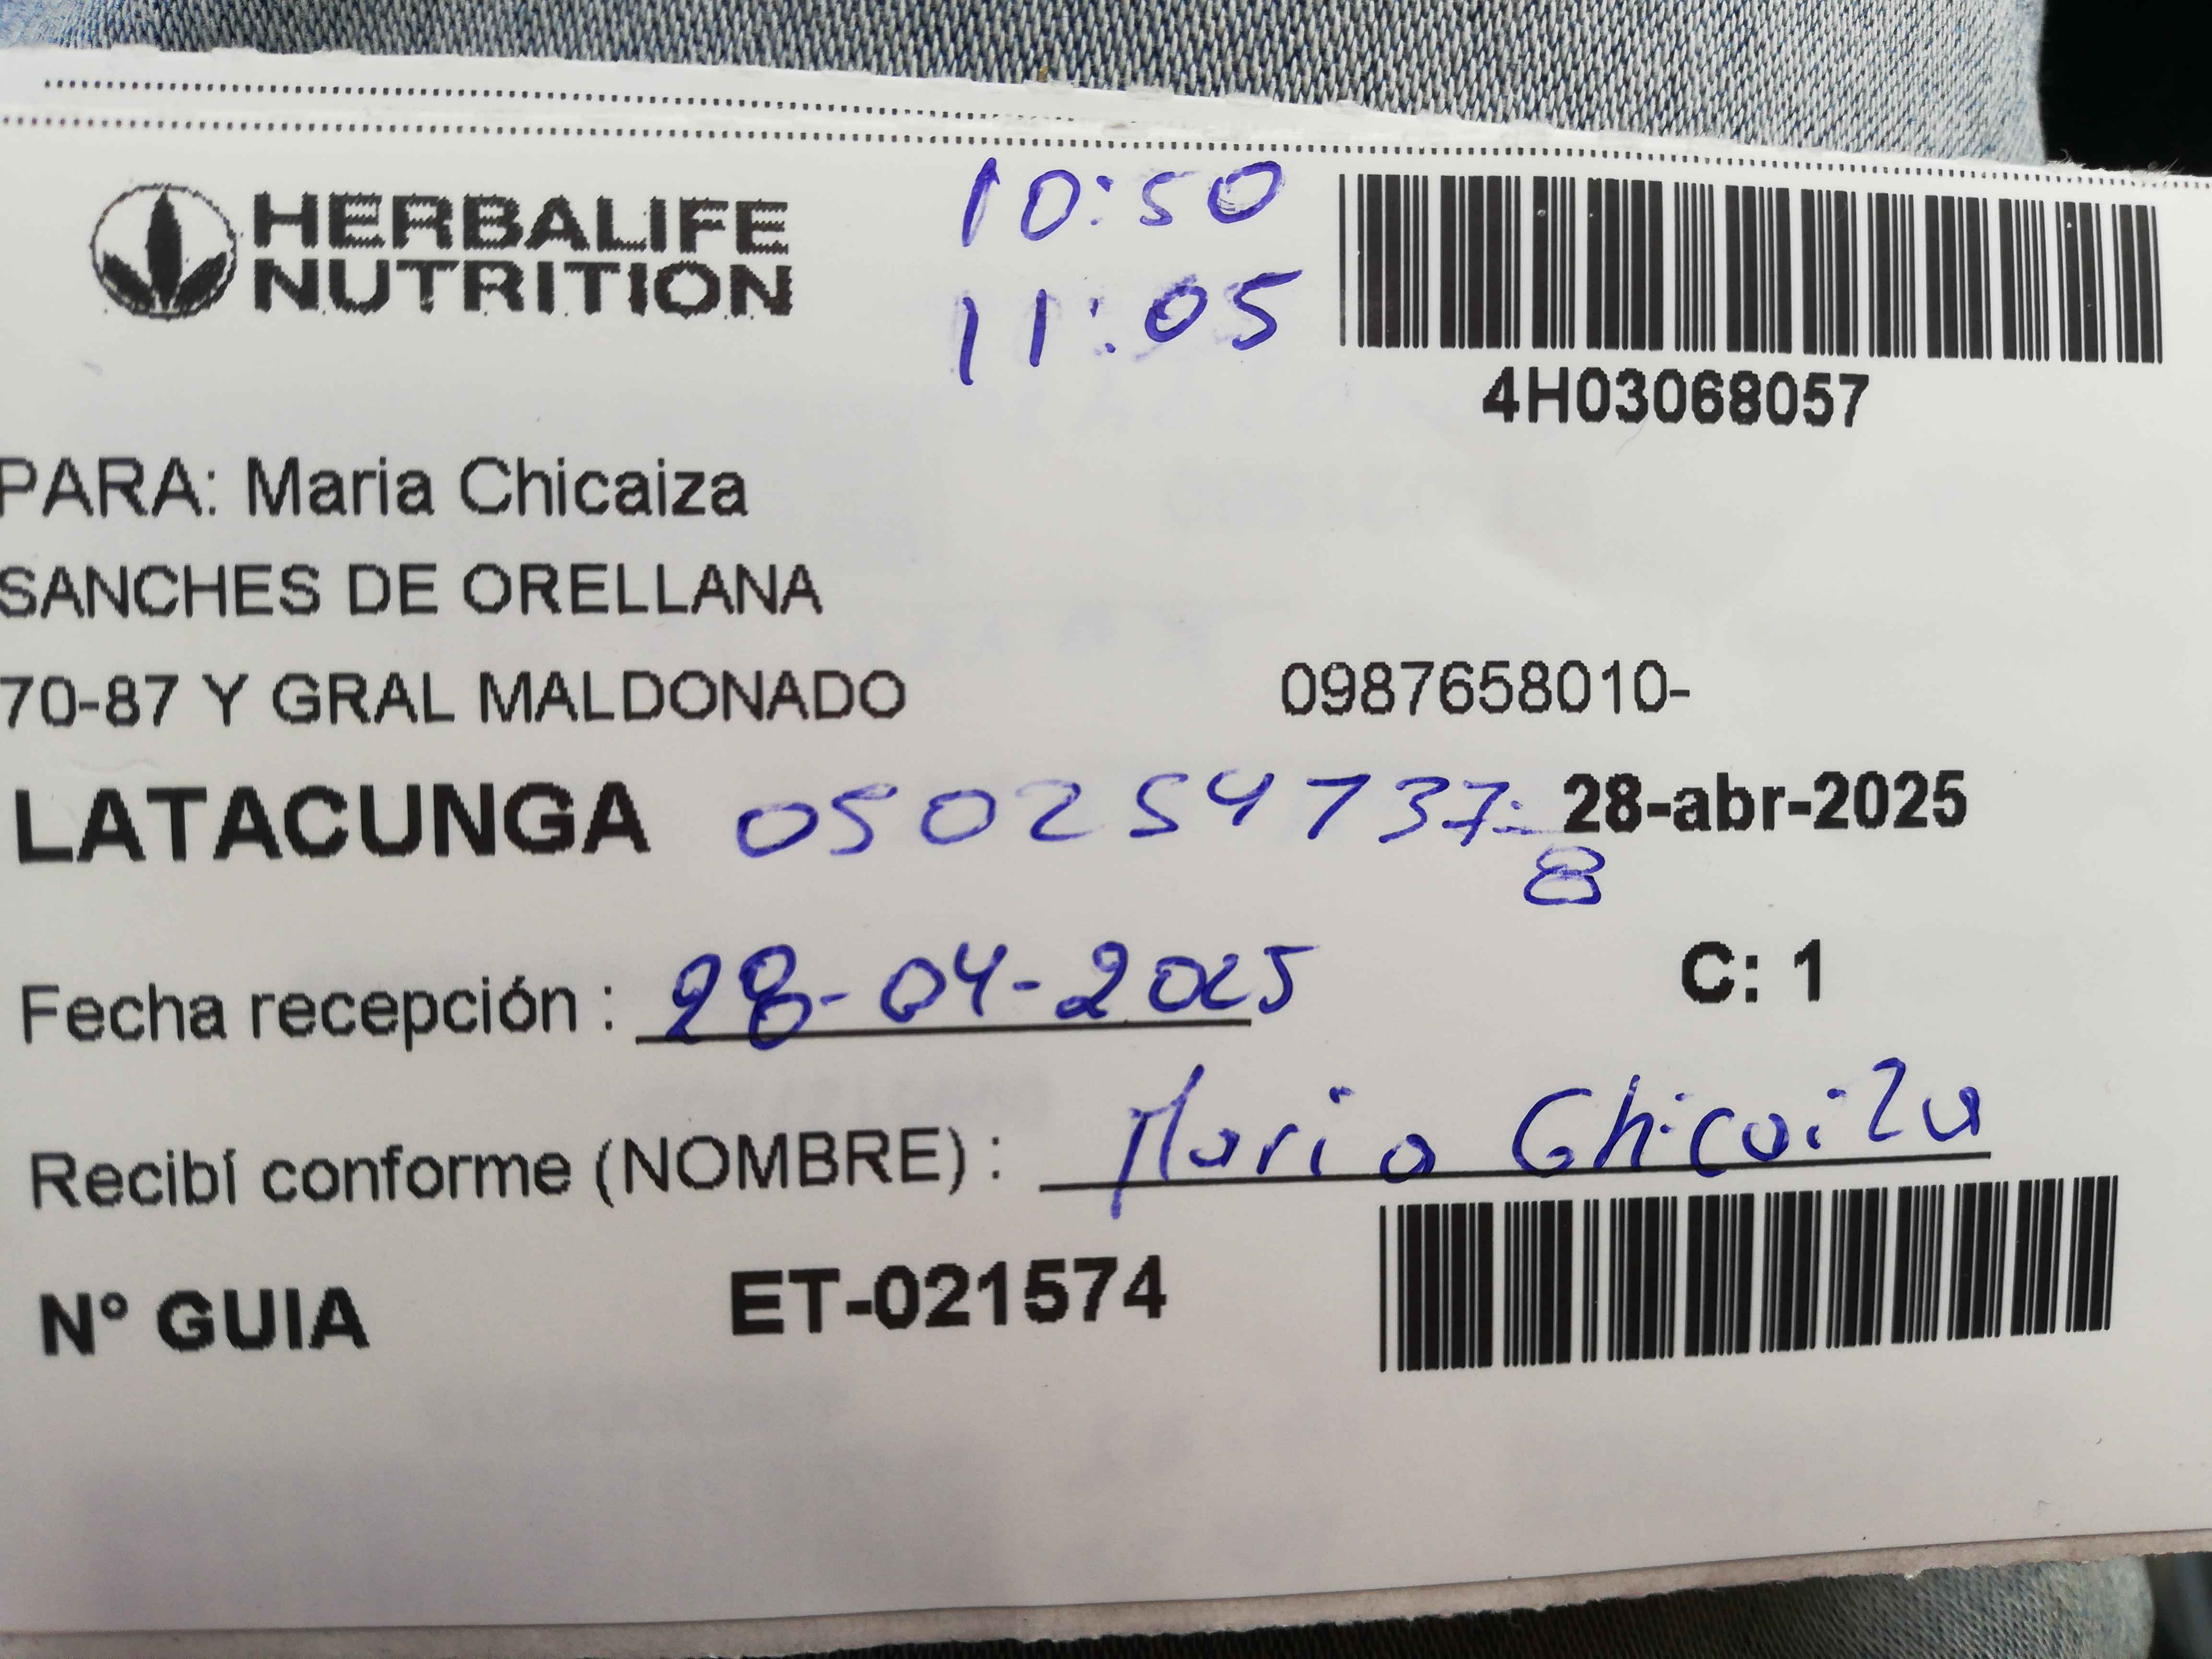 HERBALIFE
NUTRITION
10:50
11:05
4H03068057
PARA: Maria Chicaiza
SANCHES DE ORELLANA
70-87 Y GRAL MALDONADO 0987658010-
LATACUNGA 050254737-8 28-abr-2025
Fecha recepción : 28-04-2025 C: 1
Recibí conforme (NOMBRE) : Maria Chicaiza
N° GUIA ET-021574